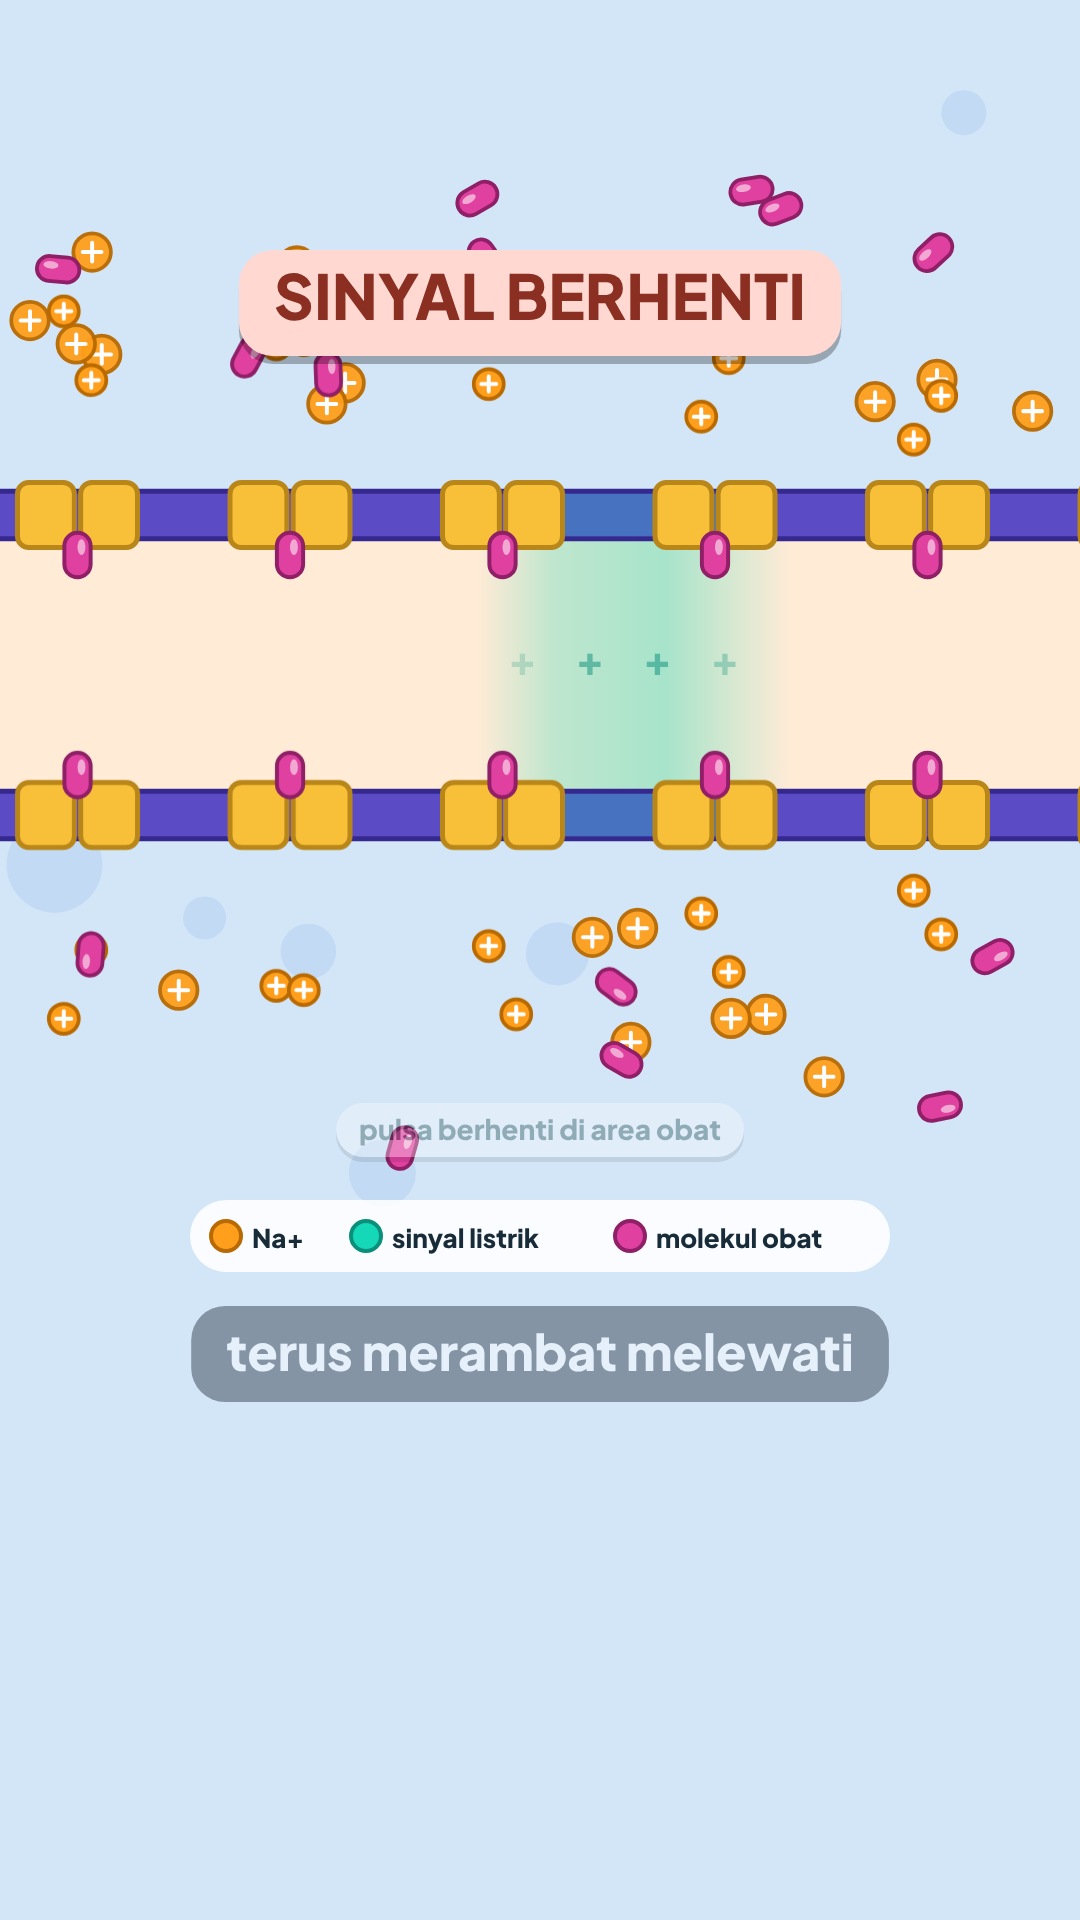 SINYAL BERHENTI
+ + + +
pulsa berhenti di area obat
Na+ sinyal listrik molekul obat
terus merambat melewati